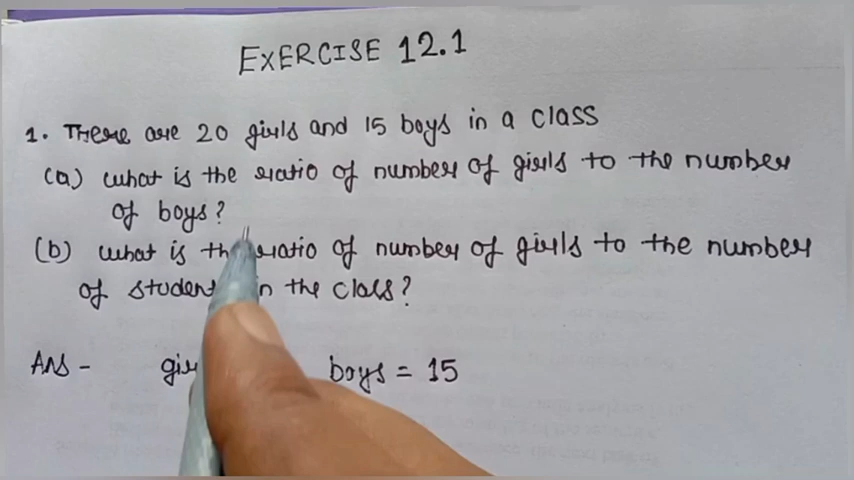 EXERCISE 12.1
1. There are 20 girls and 15 boys in a class
(a) what is the ratio of number of girls to the number
of boys?
(b) what is the ratio of number of girls to the number
of students in the class?
Ans - boys = 15